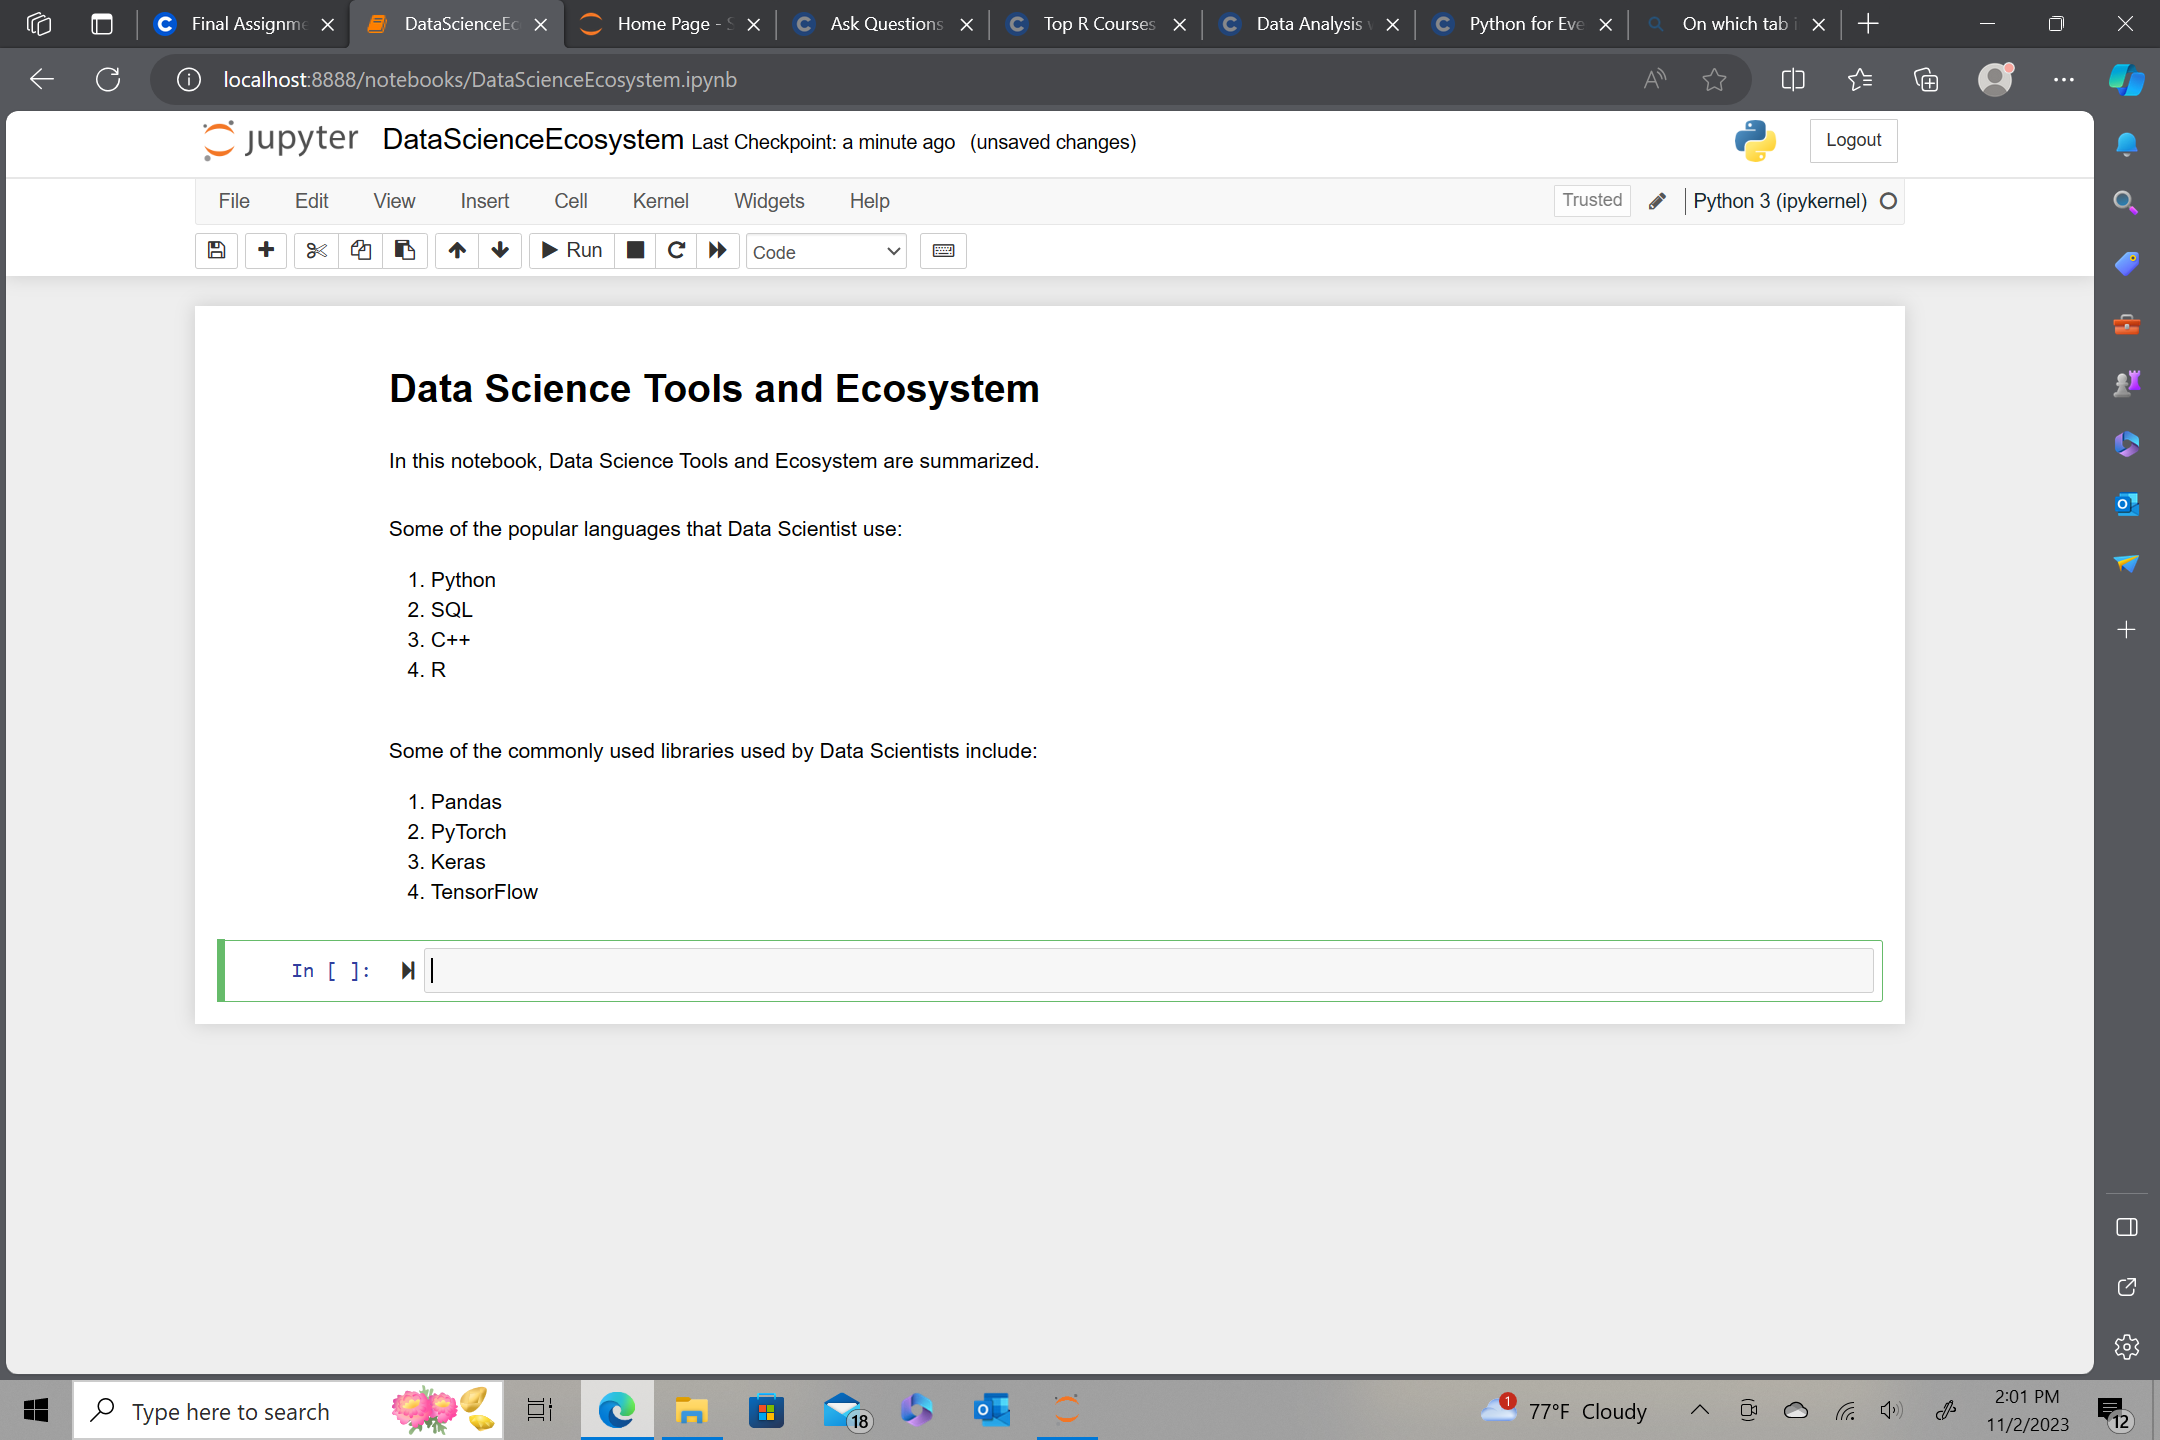 Final Assignme
DataScienceEc
Home Page - S
Ask Questions
Top R Courses
Data Analysis
Python for Eve
On which tab i
localhost:8888/notebooks/DataScienceEcosystem.ipynb
jupyter DataScienceEcosystem Last Checkpoint: a minute ago (unsaved changes)
Logout
File Edit View Insert Cell Kernel Widgets Help
Trusted Python 3 (ipykernel)
Run Code
Data Science Tools and Ecosystem
In this notebook, Data Science Tools and Ecosystem are summarized.
Some of the popular languages that Data Scientist use:
1. Python
2. SQL
3. C++
4. R
Some of the commonly used libraries used by Data Scientists include:
1. Pandas
2. PyTorch
3. Keras
4. TensorFlow
In [ ]:
Type here to search
18
1
77°F Cloudy
2:01 PM
11/2/2023
12